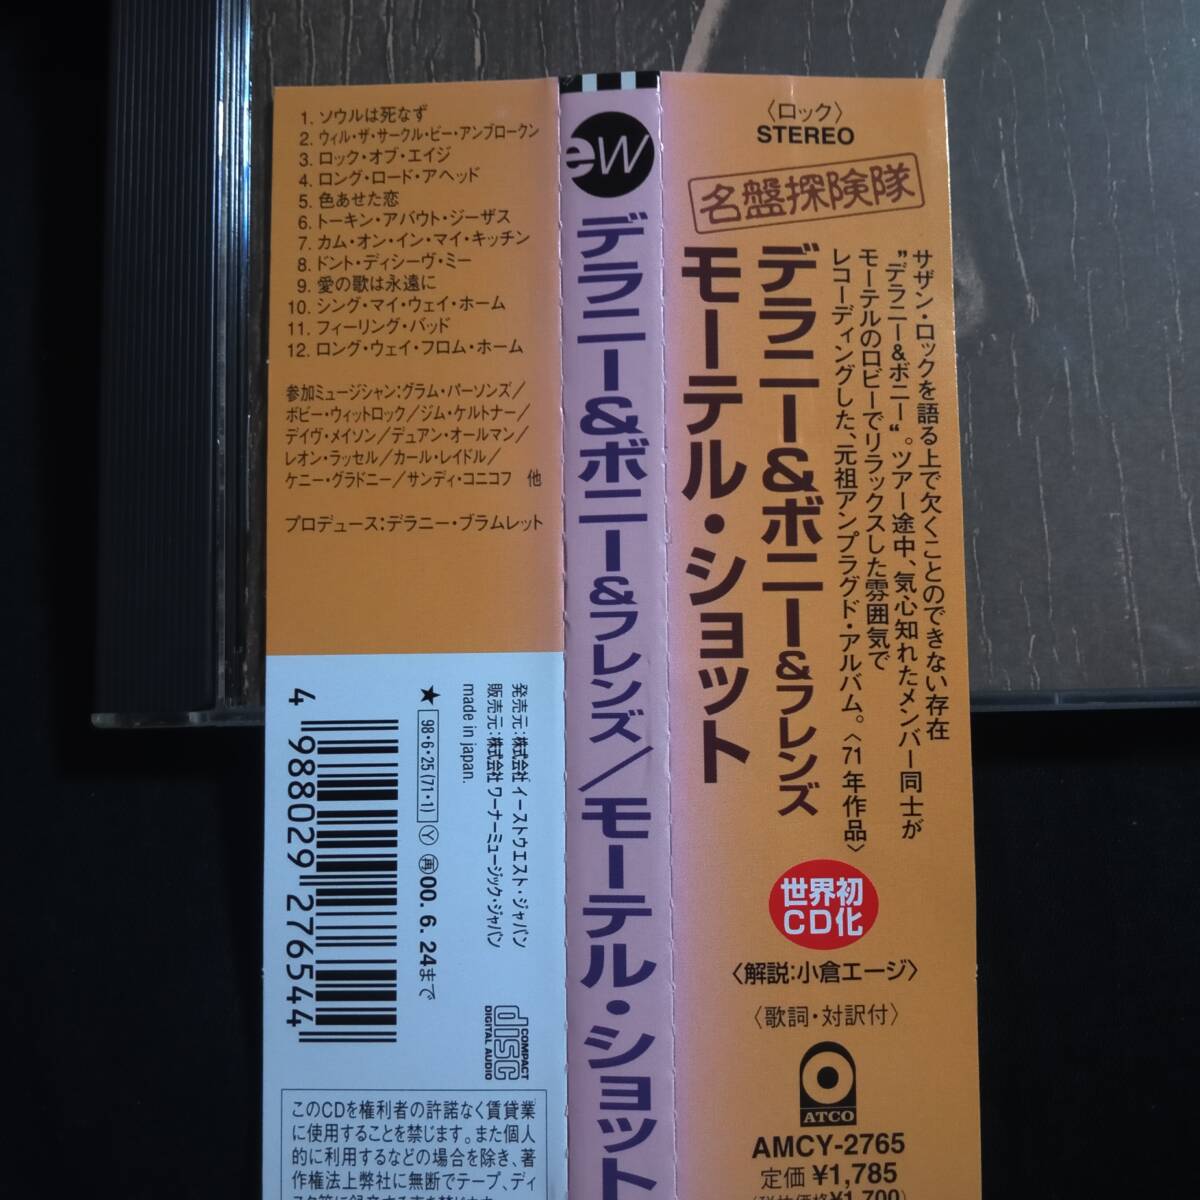 1. ソウルは死なず
2. ウィル・ザ・サークル・ビー・アンブロークン
3. ロック・オブ・エイジ
4. ロング・ロード・アヘッド
5. 色あせた恋
6. トーキン・アバウト・ジーザス
7. カム・オン・イン・マイ・キッチン
8. ドント・ディシーヴ・ミー
9. 愛の歌は永遠に
10. シング・マイ・ウェイ・ホーム
11. フィーリング・バッド
12. ロング・ウェイ・フロム・ホーム
参加ミュージシャン:グラム・パーソンズ/
ボビー・ウィットロック/ジム・ケルトナー/
デイヴ・メイソン/デュアン・オールマン/
レオン・ラッセル/カール・レイドル/
ケニー・グラドニー/サンディ・コニコフ 他
プロデュース:デラニー・ブラムレット
発売元:株式会社 イーストウエスト・ジャパン
販売元:株式会社 ワーナーミュージック・ジャパン
made in japan.
★ 98・6・25(71・1) Ⓨ ㊢00.6.24まで
4 988029 276544
COMPACT
disc
DIGITAL AUDIO
このCDを権利者の許諾なく賃貸業
に使用することを禁じます。また個人
的に利用するなどの場合を除き、著
作権法上弊社に無断でテープ、ディ
スク等に録音する事を禁じます。
ew
デラニー&ボニー&フレンズ/モーテル・ショット
〈ロック〉
STEREO
名盤探険隊
デラニー&ボニー&フレンズ
モーテル・ショット
サザン・ロックを語る上で欠くことのできない存在
"デラニー&ボニー"。ツアー途中、気心知れたメンバー同士が
モーテルのロビーでリラックスした雰囲気で
レコーディングした、元祖アンプラグド・アルバム。〈71年作品〉
世界初
CD化
〈解説:小倉エージ〉
〈歌詞・対訳付〉
ATCO
AMCY-2765
定価 ¥1,785
(税抜価格¥1,700)